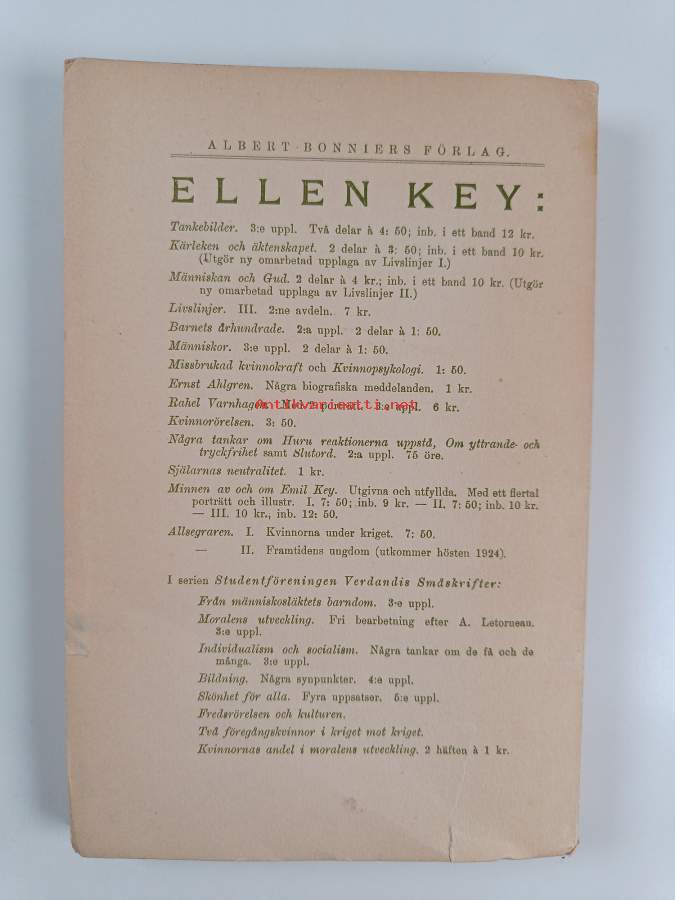 ALBERT BONNIERS FÖRLAG.
ELLEN KEY:
Tankebilder. 3:e uppl. Två delar à 4: 50; inb. i ett band 12 kr.
Kärleken och äktenskapet. 2 delar à 3: 50; inb. i ett band 10 kr.
(Utgör ny omarbetad upplaga av Livslinjer I.)
Människan och Gud. 2 delar à 4 kr.; inb. i ett band 10 kr. (Utgör
ny omarbetad upplaga av Livslinjer II.)
Livslinjer. III. 2:ne avdeln. 7 kr.
Barnets århundrade. 2:a uppl. 2 delar à 1: 50.
Människor. 3:e uppl. 2 delar à 1: 50.
Missbrukad kvinnokraft och Kvinnopsykologi. 1: 50.
Ernst Ahlgren. Några biografiska meddelanden. 1 kr.
Rahel Varnhagen. Med porträtt. 3:e uppl. 6 kr.
Antikvariaatti.net
Kvinnorörelsen. 3: 50.
Några tankar om Huru reaktionerna uppstå, Om yttrande- och
tryckfrihet samt Slutord. 2:a uppl. 75 öre.
Själarnas neutralitet. 1 kr.
Minnen av och om Emil Key. Utgivna och utfyllda. Med ett flertal
porträtt och illustr. I. 7: 50; inb. 9 kr. — II. 7: 50; inb. 10 kr.
— III. 10 kr., inb. 12: 50.
Allsegraren. I. Kvinnorna under kriget. 7: 50.
— II. Framtidens ungdom (utkommer hösten 1924).
I serien Studentföreningen Verdandis Småskrifter:
Från människosläktets barndom. 3:e uppl.
Moralens utveckling. Fri bearbetning efter A. Letorneau.
3:e uppl.
Individualism och socialism. Några tankar om de få och de
många. 3:e uppl.
Bildning. Några synpunkter. 4:e uppl.
Skönhet för alla. Fyra uppsatser. 5:e uppl.
Fredsrörelsen och kulturen.
Två föregångskvinnor i kriget mot kriget.
Kvinnornas andel i moralens utveckling. 2 häften à 1 kr.